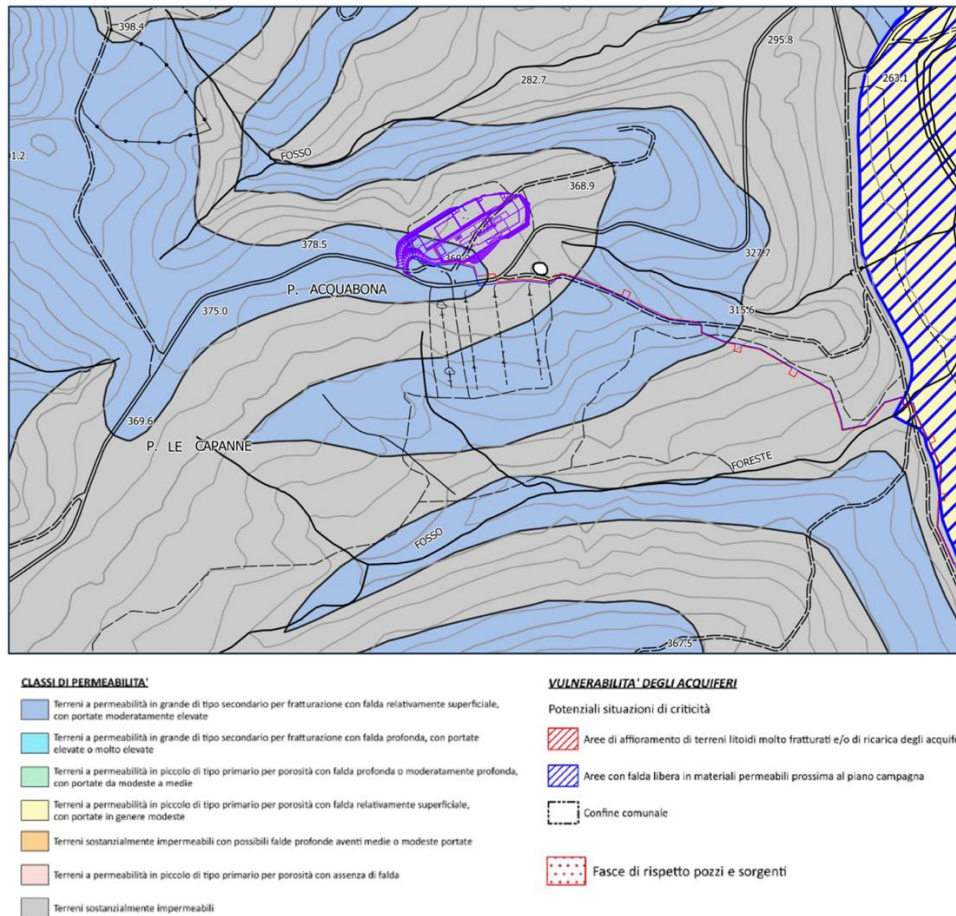 398.4
295.8
263.1
282.7
FOSSO
368.9
378.5
327.7
P. ACQUABONA
375.0
315.6
369.6
P. LE CAPANNE
FORESTE
FOSSO
367.5
CLASSI DI PERMEABILITA'
Terreni a permeabilità in grande di tipo secondario per fratturazione con falda relativamente superficiale,
con portate moderatamente elevate
Terreni a permeabilità in grande di tipo secondario per fratturazione con falda profonda, con portate
elevate o molto elevate
Terreni a permeabilità in piccolo di tipo primario per porosità con falda profonda o moderatamente profonda,
con portate da modeste a medie
Terreni a permeabilità in piccolo di tipo primario per porosità con falda relativamente superficiale,
con portate in genere modeste
Terreni sostanzialmente impermeabili con possibili falde profonde aventi medie o modeste portate
Terreni a permeabilità in piccolo di tipo primario per porosità con assenza di falda
Terreni sostanzialmente impermeabili
VULNERABILITA' DEGLI ACQUIFERI
Potenziali situazioni di criticità
Aree di affioramento di terreni litoidi molto fratturati e/o di ricarica degli acquife
Aree con falda libera in materiali permeabili prossima al piano campagna
Confine comunale
Fasce di rispetto pozzi e sorgenti